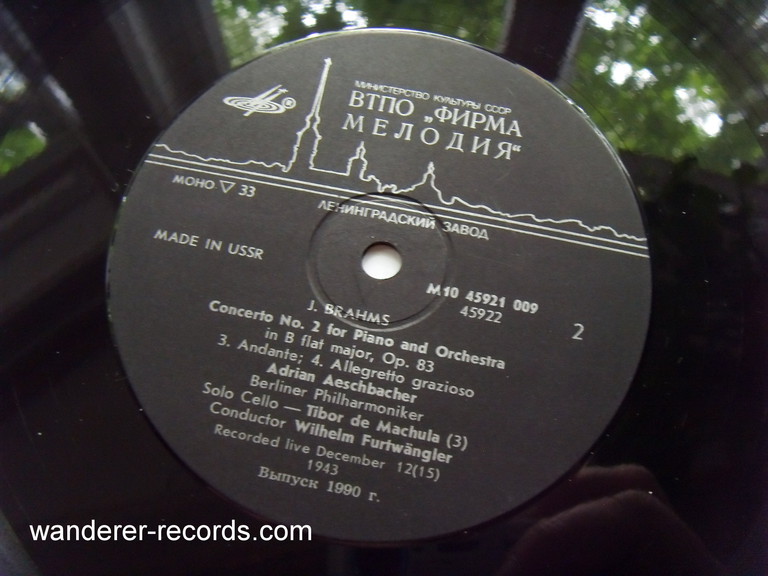 МИНИСТЕРСТВО КУЛЬТУРЫ СССР
ВТПО „ФИРМА
МЕЛОДИЯ“
МОНО ▽ 33
ЛЕНИНГРАДСКИЙ ЗАВОД
MADE IN USSR
М10 45921 009
45922
2
J. BRAHMS
Concerto No. 2 for Piano and Orchestra
in B flat major, Op. 83
3. Andante; 4. Allegretto grazioso
Adrian Aeschbacher
Berliner Philharmoniker
Solo Cello — Tibor de Machula (3)
Conductor Wilhelm Furtwängler
Recorded live December 12(15)
1943
Выпуск 1990 г.
wanderer-records.com